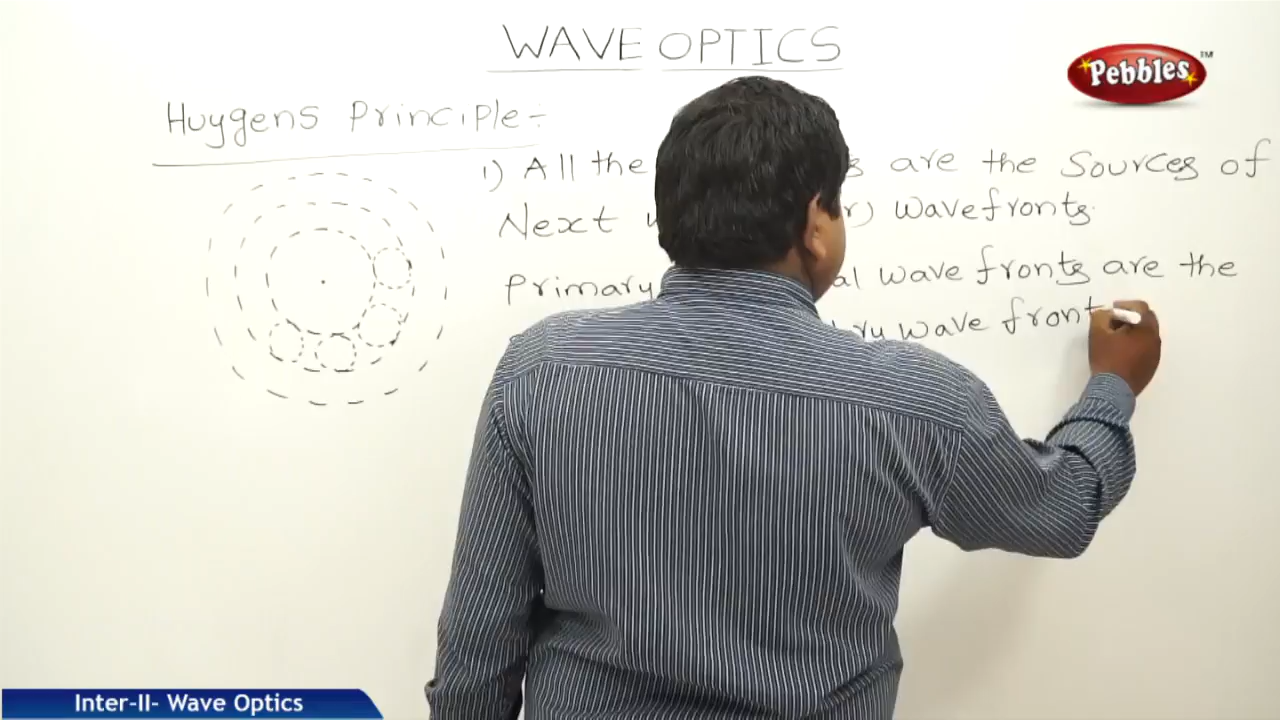 WAVE OPTICS
Pebbles™
Huygens Principle:-
1) All the are the Sources of
Next wavefronts.
Primary wave fronts are the
wave front
Inter-II- Wave Optics